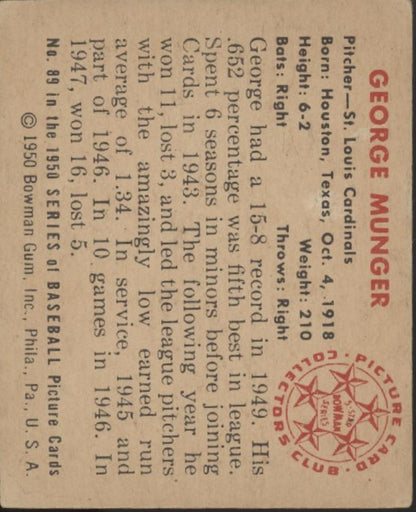 GEORGE MUNGER
Pitcher—St. Louis Cardinals
Born: Houston, Texas, Oct. 4, 1918
Height: 6-2 Weight: 210
Bats: Right Throws: Right
George had a 15-8 record in 1949. His
.652 percentage was fifth best in league.
Spent 6 seasons in minors before joining
Cards in 1943. The following year he
won 11, lost 3, and led the league pitchers
with the amazingly low earned run
average of 1.34. In service, 1945 and
part of 1946. In 10 games in 1946. In
1947, won 16, lost 5.
No. 89 in the 1950 SERIES of BASEBALL Picture Cards
©1950 Bowman Gum, Inc., Phila., Pa., U. S. A.
PICTURE CARD
COLLECTORS CLUB
5-STAR
BOWMAN
SERIES